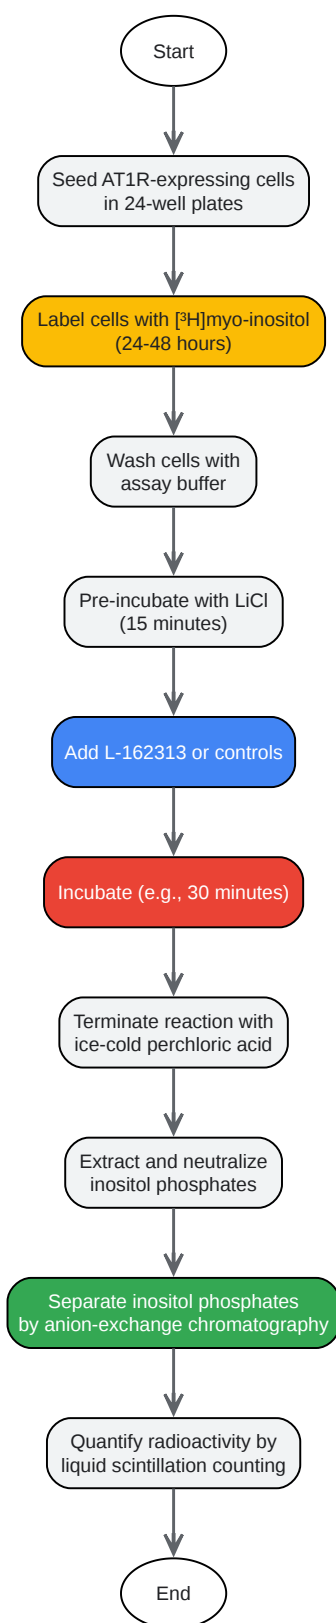 Start
Seed AT1R-expressing cells
in 24-well plates
Label cells with [³H]myo-inositol
(24-48 hours)
Wash cells with
assay buffer
Pre-incubate with LiCl
(15 minutes)
Add L-162313 or controls
Incubate (e.g., 30 minutes)
Terminate reaction with
ice-cold perchloric acid
Extract and neutralize
inositol phosphates
Separate inositol phosphates
by anion-exchange chromatography
Quantify radioactivity by
liquid scintillation counting
End